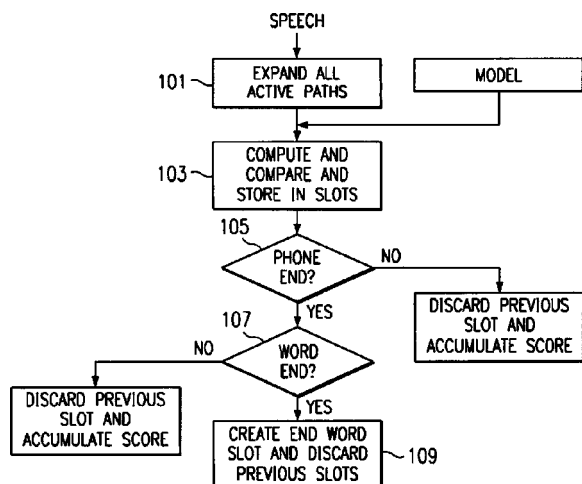 SPEECH
101
EXPAND ALL
ACTIVE PATHS
MODEL
103
COMPUTE AND
COMPARE AND
STORE IN SLOTS
105
PHONE
END?
NO
YES
DISCARD PREVIOUS
SLOT AND
ACCUMULATE SCORE
107
WORD
END?
NO
YES
DISCARD PREVIOUS
SLOT AND
ACCUMULATE SCORE
CREATE END WORD
SLOT AND DISCARD
PREVIOUS SLOTS
109